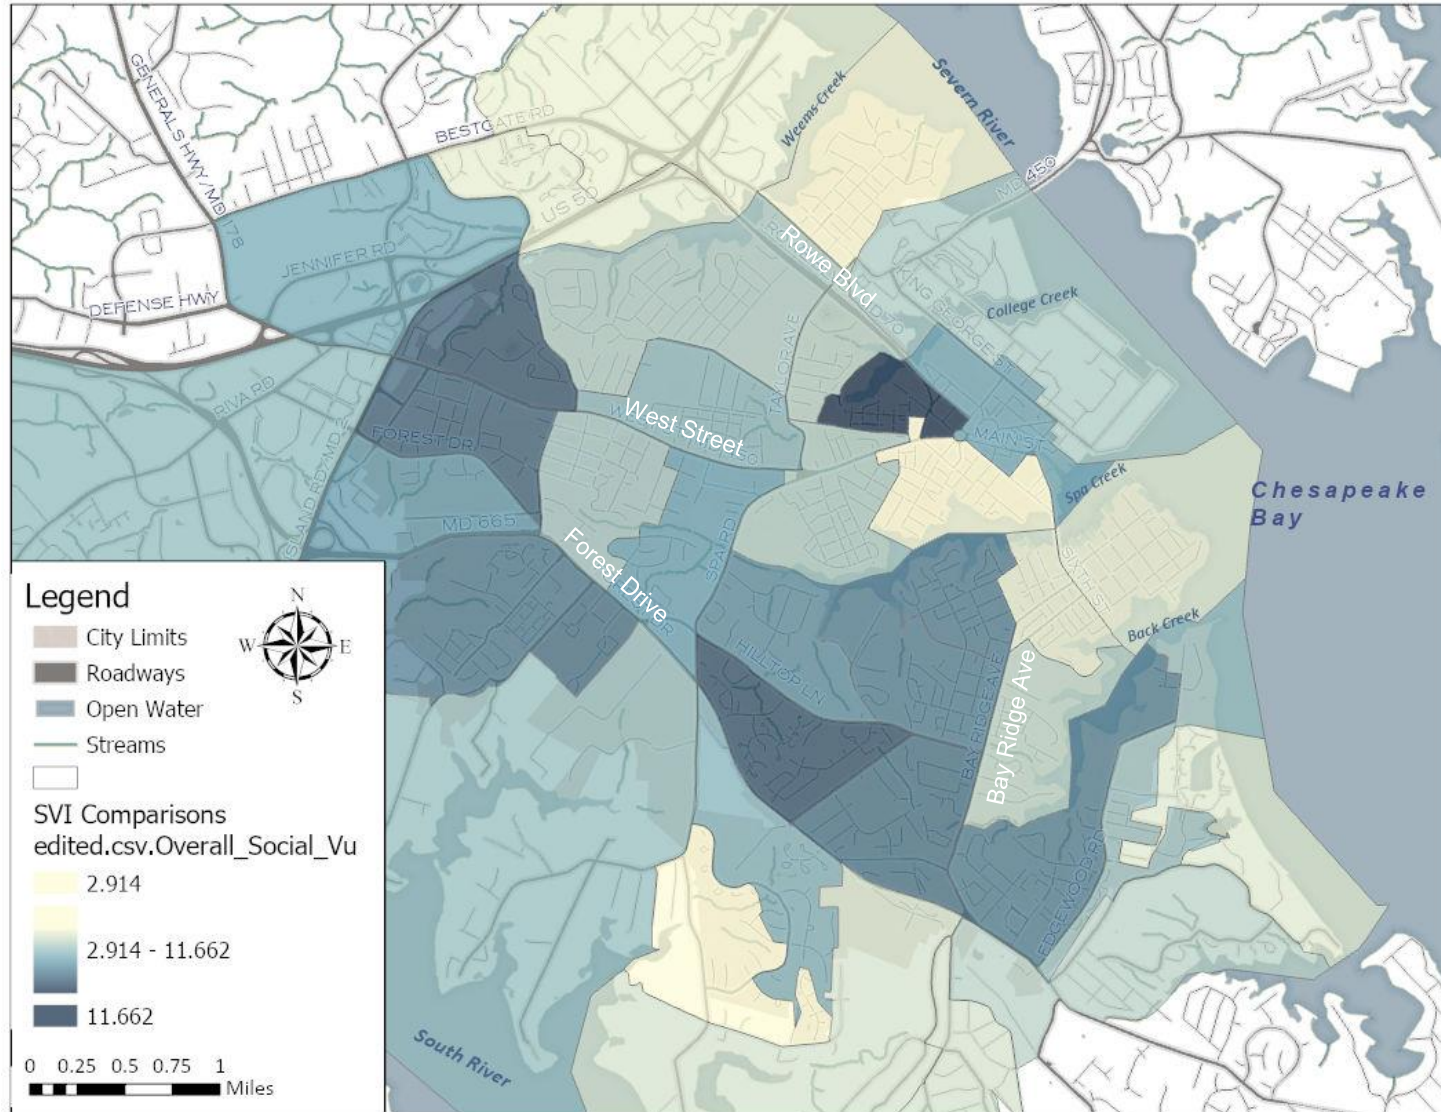 GENERALS HWY/MD 178
BESTGATE RD
US 50
Weems Creek
Severn River
MD 450
JENNIFER RD
DEFENSE HWY
Rowe Blvd
KING GEORGE ST
College Creek
RIVA RD
TAYLOR AVE
West Street
FOREST DR
MAIN ST
Spa Creek
Chesapeake
Bay
MD 665
Forest Drive
SPA RD
SIXTH ST
Back Creek
HILLTOP LN
BAY RIDGE AVE
Bay Ridge Ave
EDGEWOOD RD
South River
Legend
N
W
E
S
City Limits
Roadways
Open Water
Streams
SVI Comparisons
edited.csv.Overall_Social_Vu
2.914
2.914 - 11.662
11.662
0 0.25 0.5 0.75 1
Miles